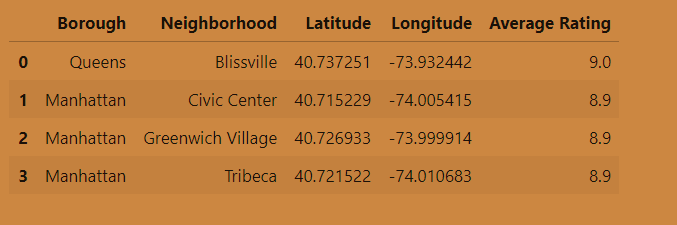 Borough Neighborhood Latitude Longitude Average Rating
0 Queens Blissville 40.737251 -73.932442 9.0
1 Manhattan Civic Center 40.715229 -74.005415 8.9
2 Manhattan Greenwich Village 40.726933 -73.999914 8.9
3 Manhattan Tribeca 40.721522 -74.010683 8.9